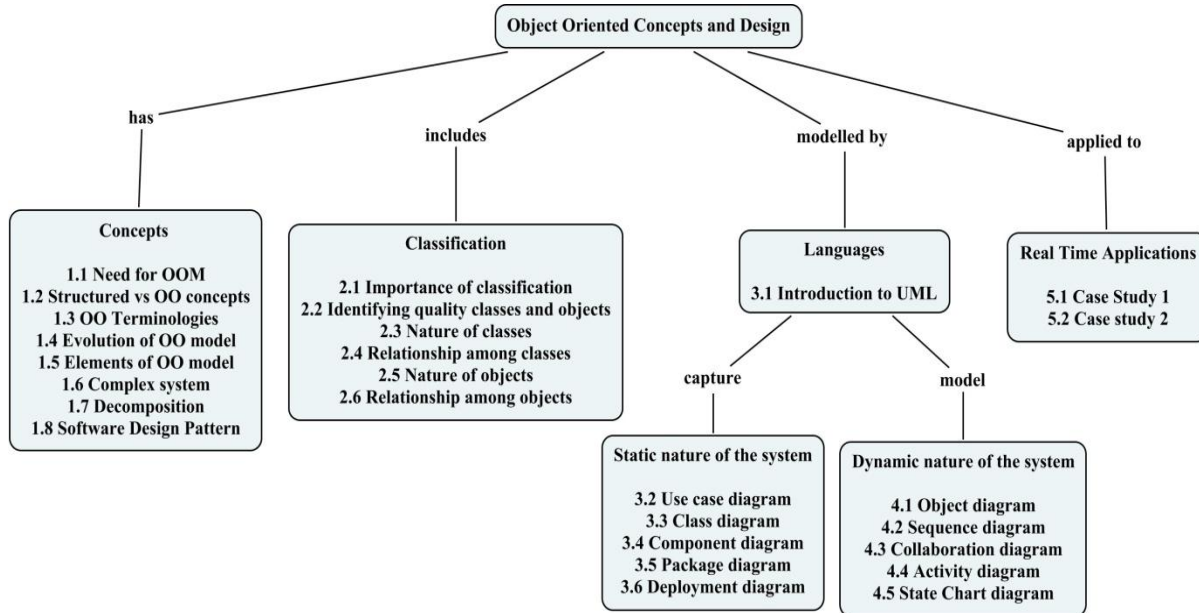 Object Oriented Concepts and Design
has
includes
modelled by
applied to
Concepts
1.1 Need for OOM
1.2 Structured vs OO concepts
1.3 OO Terminologies
1.4 Evolution of OO model
1.5 Elements of OO model
1.6 Complex system
1.7 Decomposition
1.8 Software Design Pattern
Classification
2.1 Importance of classification
2.2 Identifying quality classes and objects
2.3 Nature of classes
2.4 Relationship among classes
2.5 Nature of objects
2.6 Relationship among objects
Languages
3.1 Introduction to UML
Real Time Applications
5.1 Case Study 1
5.2 Case study 2
capture
model
Static nature of the system
3.2 Use case diagram
3.3 Class diagram
3.4 Component diagram
3.5 Package diagram
3.6 Deployment diagram
Dynamic nature of the system
4.1 Object diagram
4.2 Sequence diagram
4.3 Collaboration diagram
4.4 Activity diagram
4.5 State Chart diagram